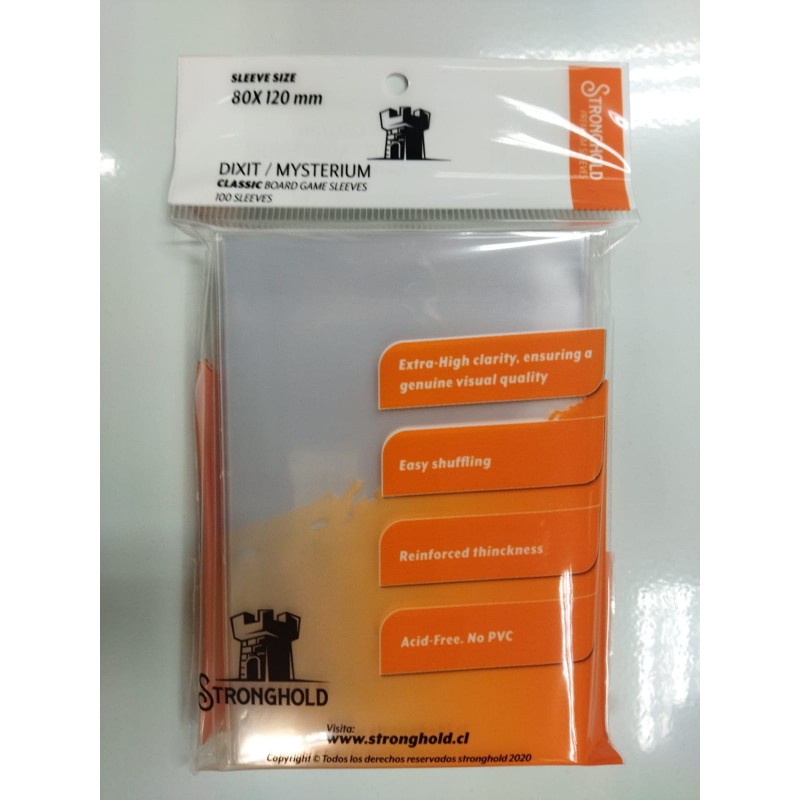 SLEEVE SIZE
80X120 mm
DIXIT / MYSTERIUM
CLASSIC BOARD GAME SLEEVES
100 SLEEVES
STRONGHOLD
PREMIUM SLEEVES
Extra-High clarity, ensuring a
genuine visual quality
Easy shuffling
Reinforced thinckness
Acid-Free. No PVC
STRONGHOLD
Visita:
www.stronghold.cl
Copyright © Todos los derechos reservados stronghold 2020